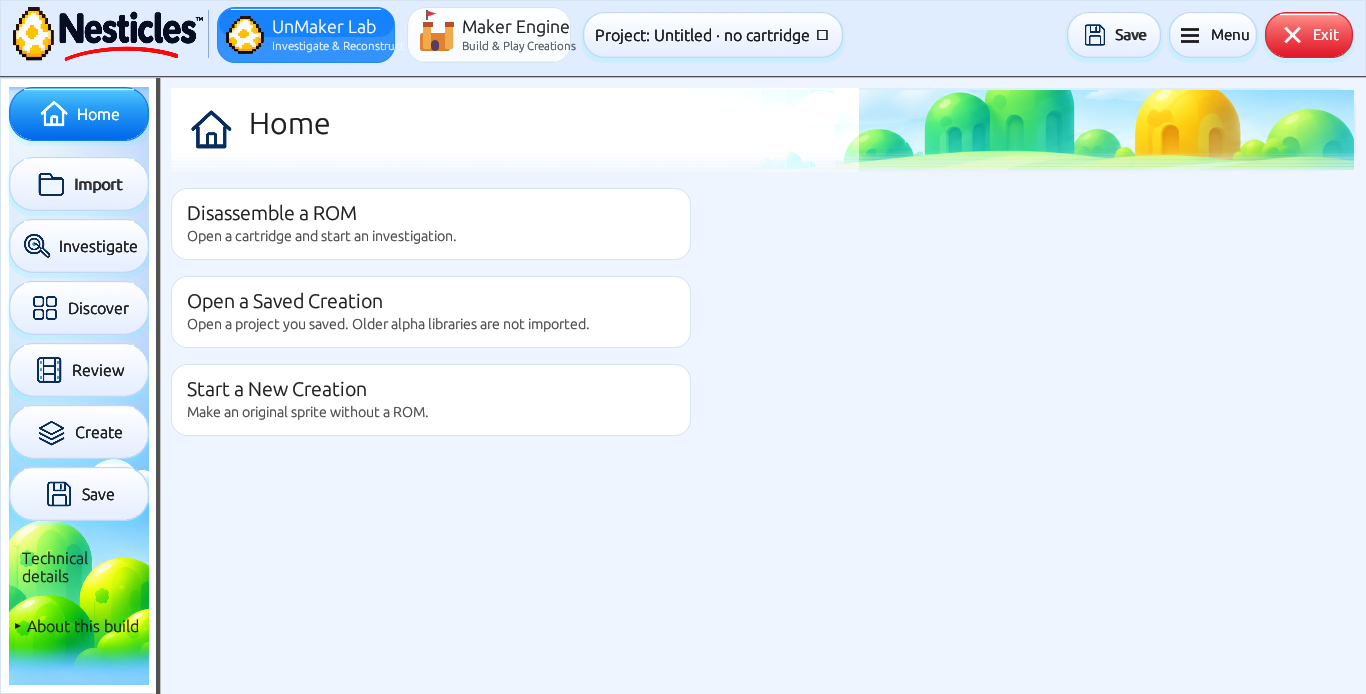 Nesticles™
UnMaker Lab
Investigate & Reconstruc
Maker Engine
Build & Play Creations
Project: Untitled · no cartridge
Save
Menu
Exit
Home
Import
Investigate
Discover
Review
Create
Save
Technical
details
▸ About this build
Home
Disassemble a ROM
Open a cartridge and start an investigation.
Open a Saved Creation
Open a project you saved. Older alpha libraries are not imported.
Start a New Creation
Make an original sprite without a ROM.